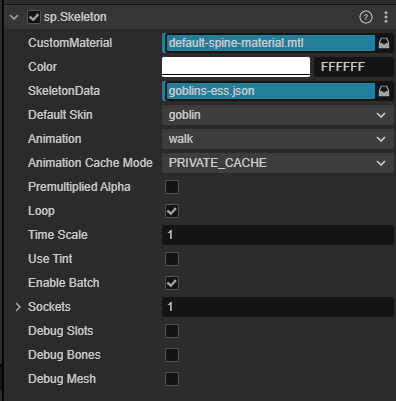 sp.Skeleton
CustomMaterial default-spine-material.mtl
Color FFFFFF
SkeletonData goblins-ess.json
Default Skin goblin
Animation walk
Animation Cache Mode PRIVATE_CACHE
Premultiplied Alpha
Loop
Time Scale 1
Use Tint
Enable Batch
Sockets 1
Debug Slots
Debug Bones
Debug Mesh